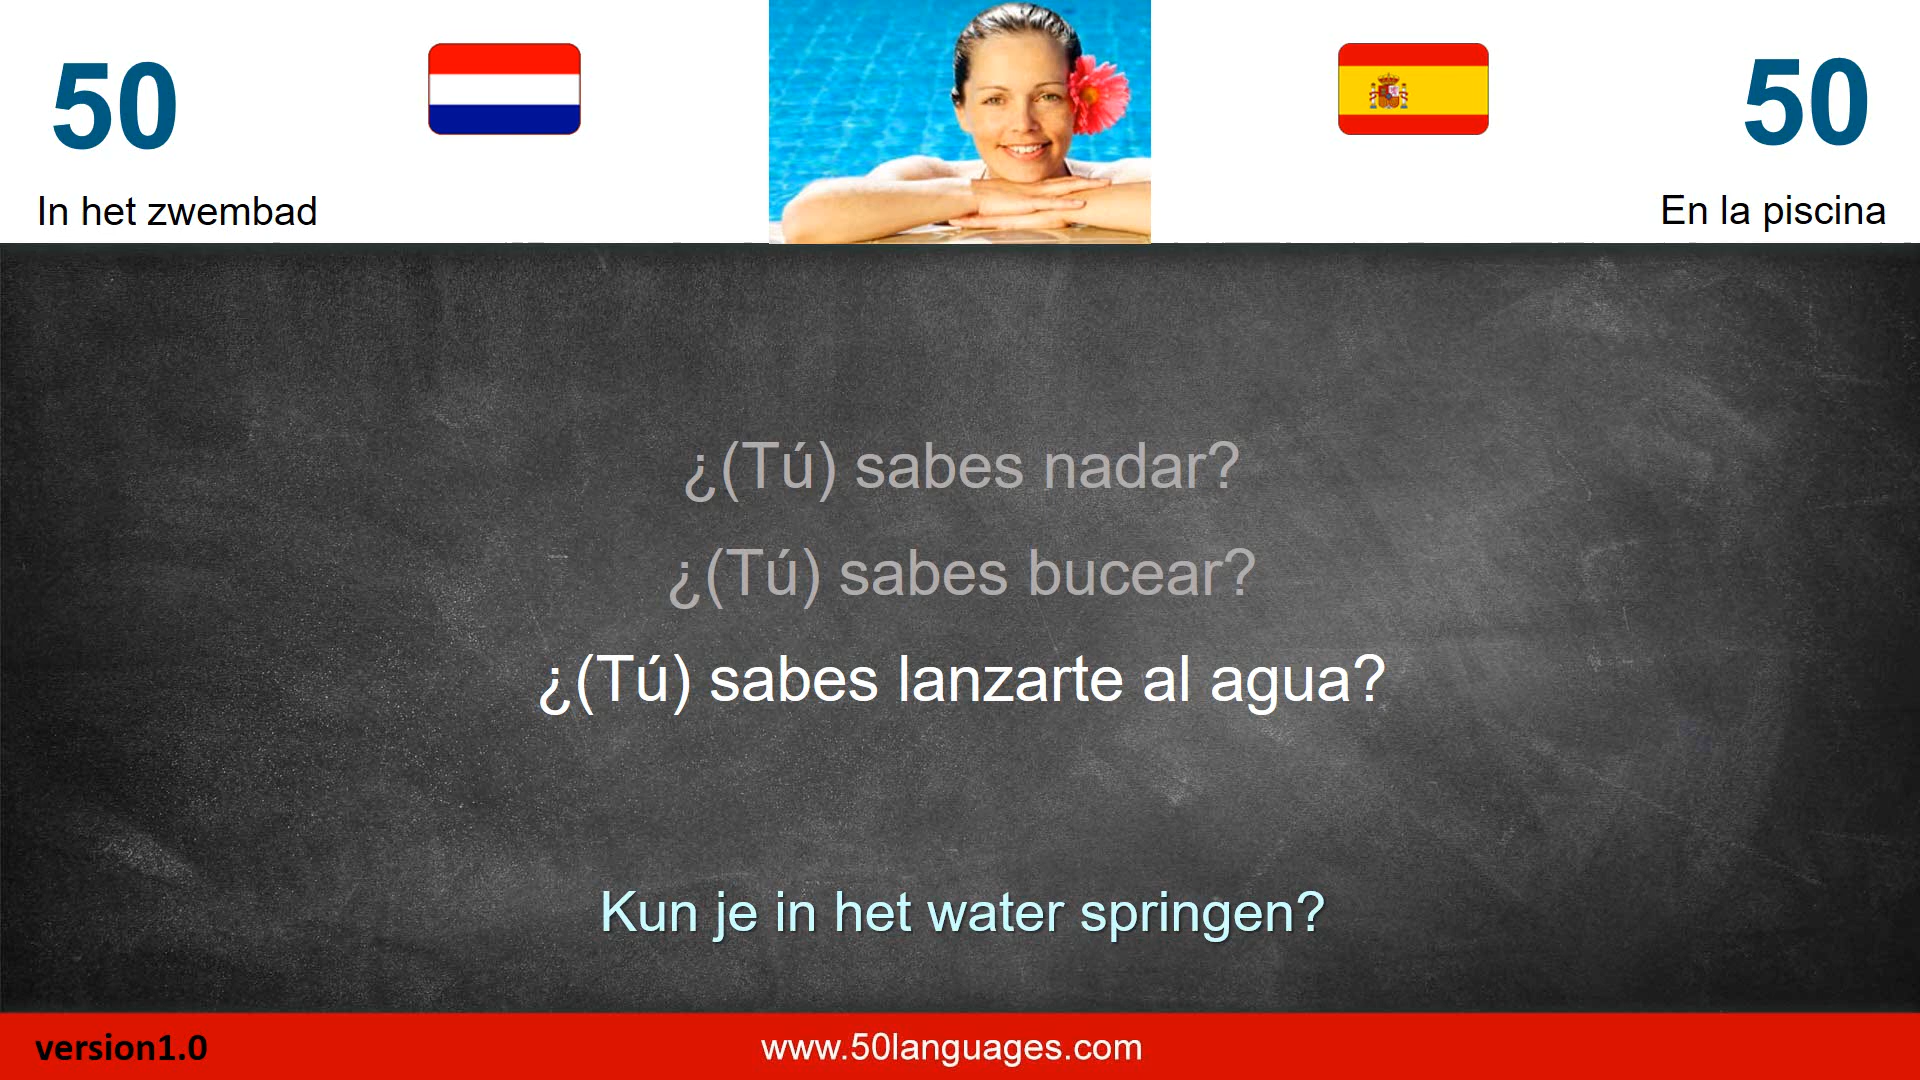 50
50
In het zwembad
En la piscina
¿(Tú) sabes nadar?
¿(Tú) sabes bucear?
¿(Tú) sabes lanzarte al agua?
Kun je in het water springen?
version1.0
www.50languages.com